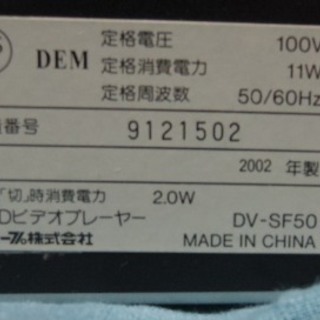 定格電圧 100V
DEM 定格消費電力 11W
定格周波数 50/60Hz
番号 9121502
2002 年製
「切」時消費電力 2.0W
Dビデオプレーヤー DV-SF50
株式会社 MADE IN CHINA